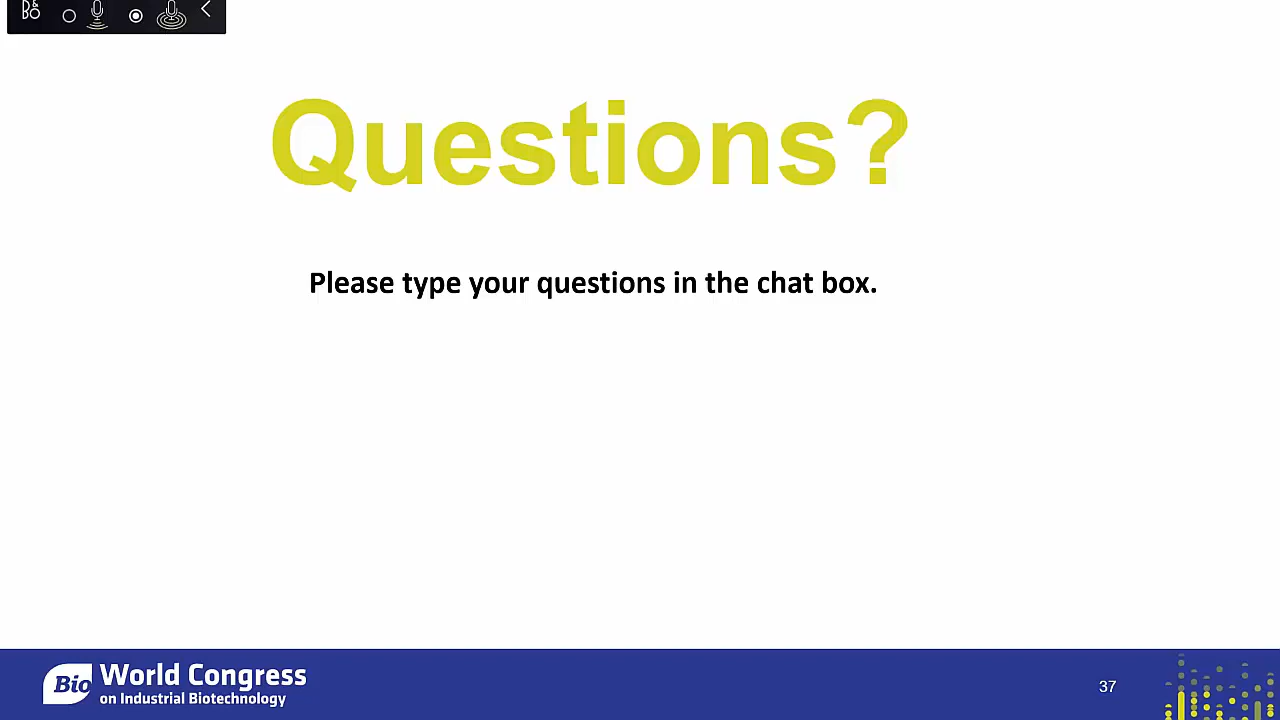 B&O
Questions?
Please type your questions in the chat box.
Bio
World Congress
on Industrial Biotechnology
37